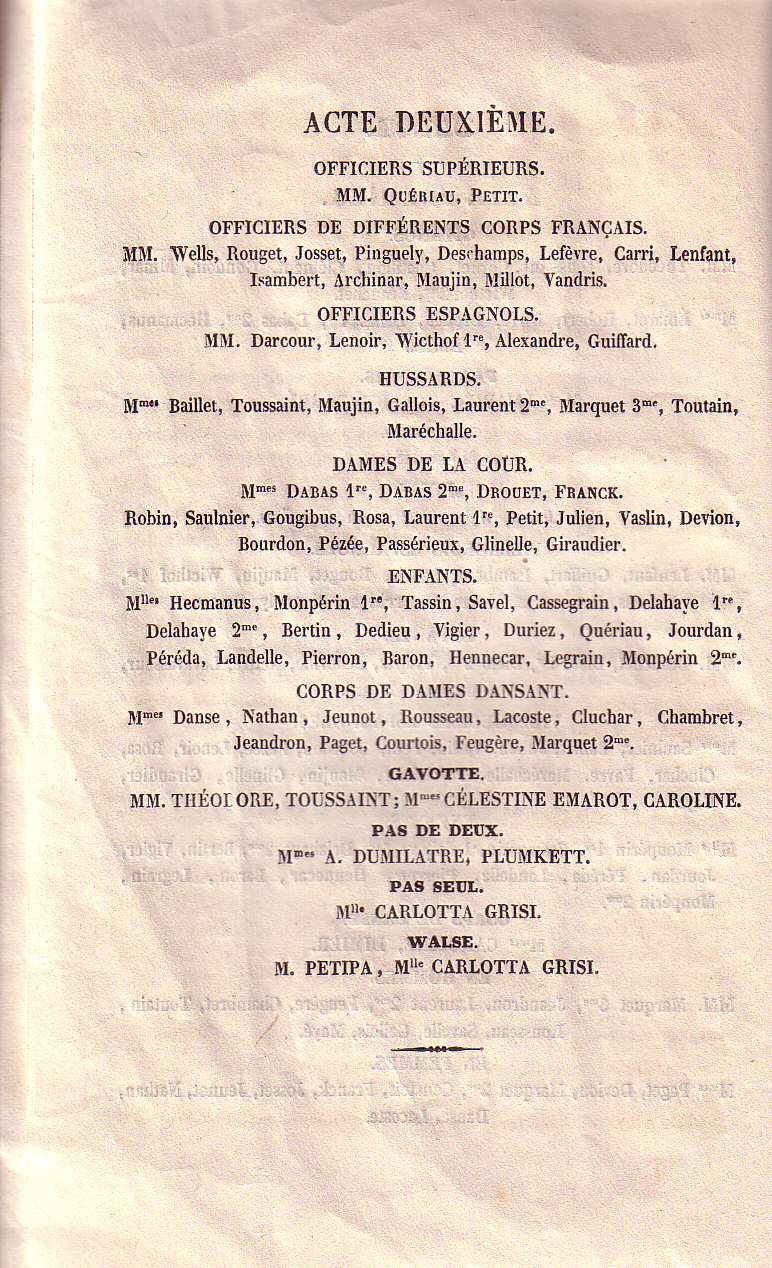 ACTE DEUXIÈME.
OFFICIERS SUPÉRIEURS.
MM. QUÉRIAU, PETIT.
OFFICIERS DE DIFFÉRENTS CORPS FRANÇAIS.
MM. Wells, Rouget, Josset, Pinguely, Deschamps, Lefèvre, Carri, Lenfant,
Isambert, Archinar, Maujin, Millot, Vandris.
OFFICIERS ESPAGNOLS.
MM. Darcour, Lenoir, Wicthof 1re, Alexandre, Guiffard.
HUSSARDS.
Mmes Baillet, Toussaint, Maujin, Gallois, Laurent 2me, Marquet 3me, Toutain,
Maréchalle.
DAMES DE LA COUR.
Mmes DABAS 1re, DABAS 2me, DROUET, FRANCK.
Robin, Saulnier, Gougibus, Rosa, Laurent 1re, Petit, Julien, Vaslin, Devion,
Bourdon, Pézée, Passérieux, Glinelle, Giraudier.
ENFANTS.
Mlles Hecmanus, Monpérin 1re, Tassin, Savel, Cassegrain, Delahaye 1re,
Delahaye 2me, Bertin, Dedieu, Vigier, Duriez, Quériau, Jourdan,
Péréda, Landelle, Pierron, Baron, Hennecar, Legrain, Monpérin 2me.
CORPS DE DAMES DANSANT.
Mmes Danse, Nathan, Jeunot, Rousseau, Lacoste, Cluchar, Chambret,
Jeandron, Paget, Courtois, Feugère, Marquet 2me.
GAVOTTE.
MM. THÉODORE, TOUSSAINT; Mmes CÉLESTINE EMAROT, CAROLINE.
PAS DE DEUX.
Mmes A. DUMILATRE, PLUMKETT.
PAS SEUL.
Mlle CARLOTTA GRISI.
WALSE.
M. PETIPA, Mlle CARLOTTA GRISI.